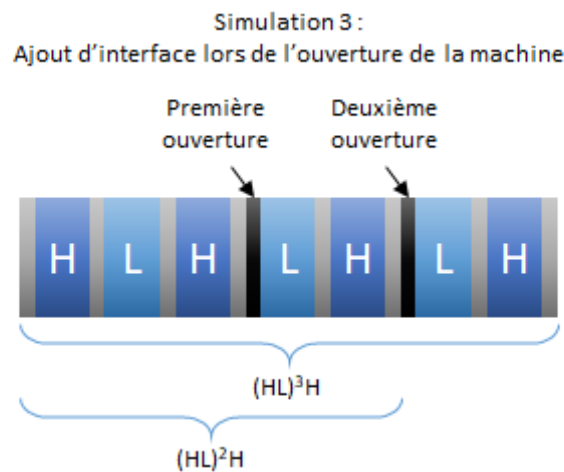 Simulation 3 :
Ajout d'interface lors de l'ouverture de la machine
Première
ouverture
Deuxième
ouverture
H L H L H L H
(HL)³H
(HL)²H